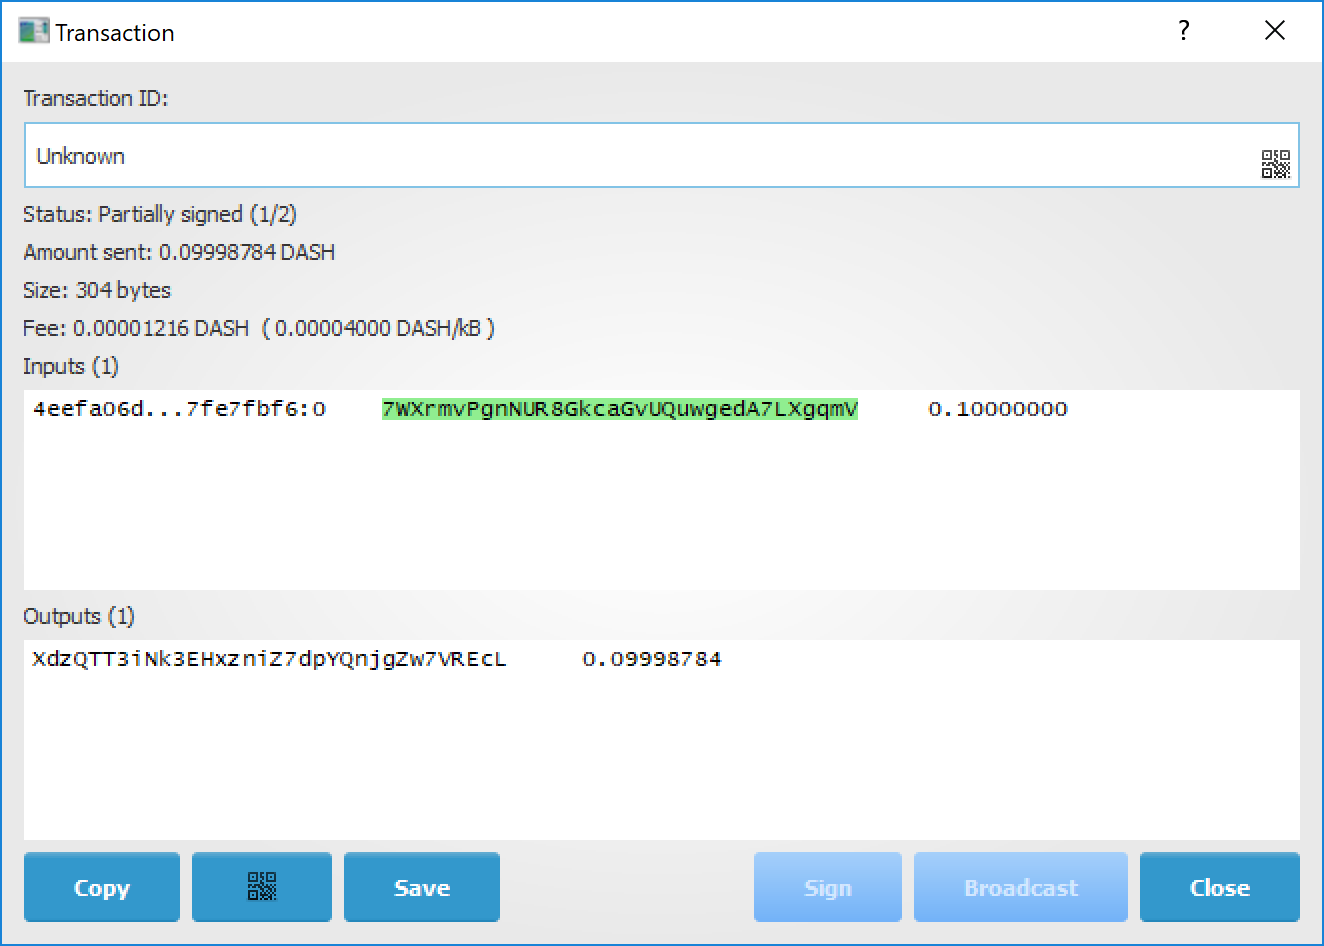 Transaction
?
Transaction ID:
Unknown
Status: Partially signed (1/2)
Amount sent: 0.09998784 DASH
Size: 304 bytes
Fee: 0.00001216 DASH ( 0.00004000 DASH/kB )
Inputs (1)
4eefa06d...7fe7fbf6:0 7WXrmvPgnNUR8GkcaGvUQuwgedA7LXgqmV 0.10000000
Outputs (1)
XdzQTT3iNk3EHxzniZ7dpYQnjgZw7VREcL 0.09998784
Copy Save Sign Broadcast Close